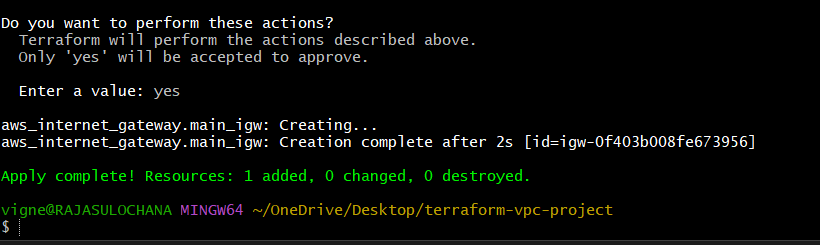 Do you want to perform these actions?
Terraform will perform the actions described above.
Only 'yes' will be accepted to approve.
Enter a value: yes
aws_internet_gateway.main_igw: Creating...
aws_internet_gateway.main_igw: Creation complete after 2s [id=igw-0f403b008fe673956]
Apply complete! Resources: 1 added, 0 changed, 0 destroyed.
vigne@RAJASULOCHANA MINGW64 ~/OneDrive/Desktop/terraform-vpc-project
$